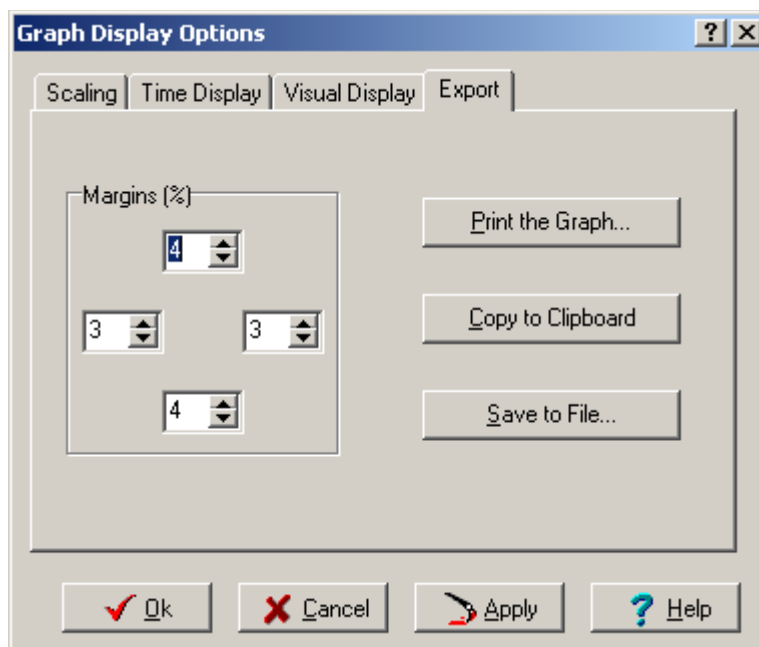 Graph Display Options
Scaling Time Display Visual Display Export
Margins (%)
4
3 3
4
Print the Graph...
Copy to Clipboard
Save to File...
Ok Cancel Apply ? Help